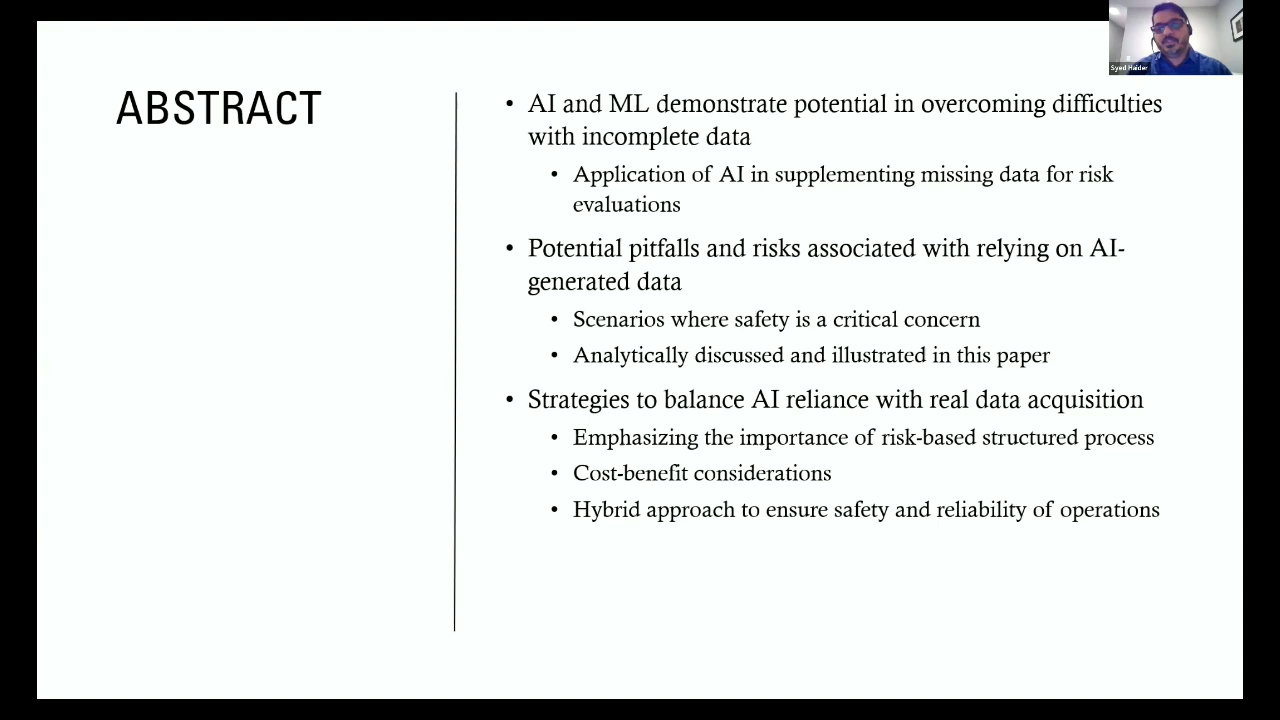 Syed Haider
ABSTRACT
• AI and ML demonstrate potential in overcoming difficulties
with incomplete data
• Application of AI in supplementing missing data for risk
evaluations
• Potential pitfalls and risks associated with relying on AI-
generated data
• Scenarios where safety is a critical concern
• Analytically discussed and illustrated in this paper
• Strategies to balance AI reliance with real data acquisition
• Emphasizing the importance of risk-based structured process
• Cost-benefit considerations
• Hybrid approach to ensure safety and reliability of operations